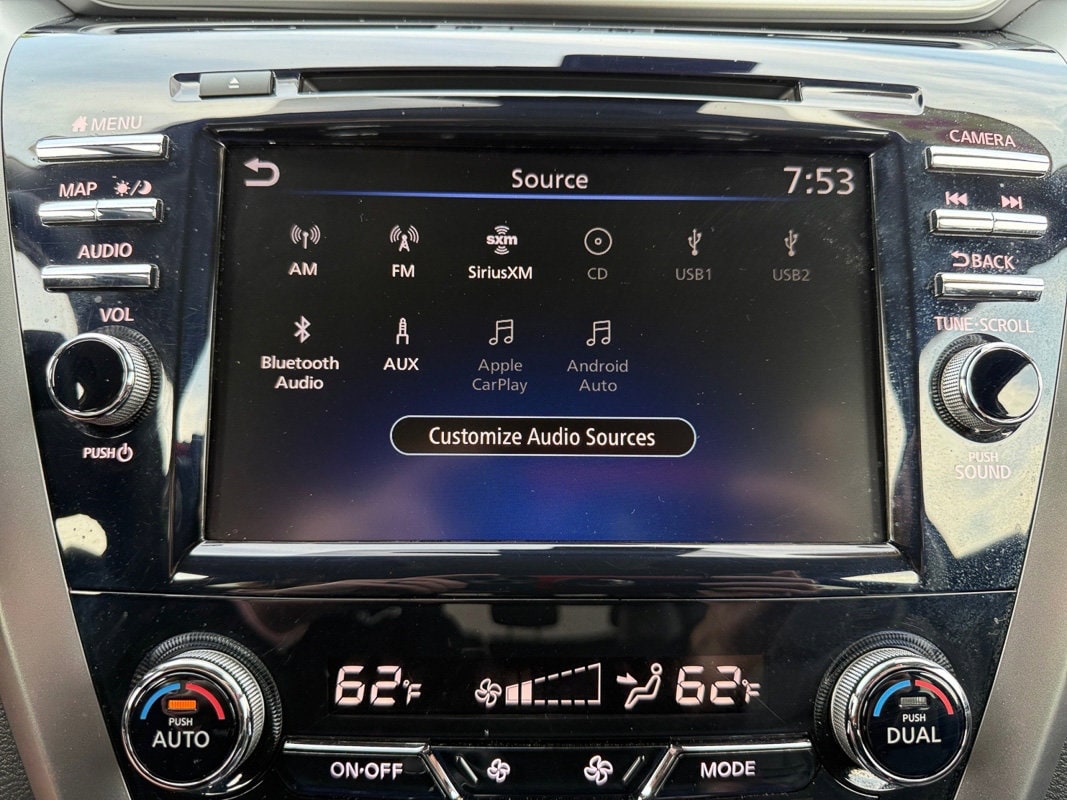 MENU
CAMERA
MAP
AUDIO
BACK
VOL
TUNE·SCROLL
PUSH
PUSH
SOUND
Source
7:53
AM
FM
sxm
SiriusXM
CD
USB1
USB2
Bluetooth
Audio
AUX
Apple
CarPlay
Android
Auto
Customize Audio Sources
62°F
62°F
PUSH
AUTO
PUSH
DUAL
ON·OFF
MODE